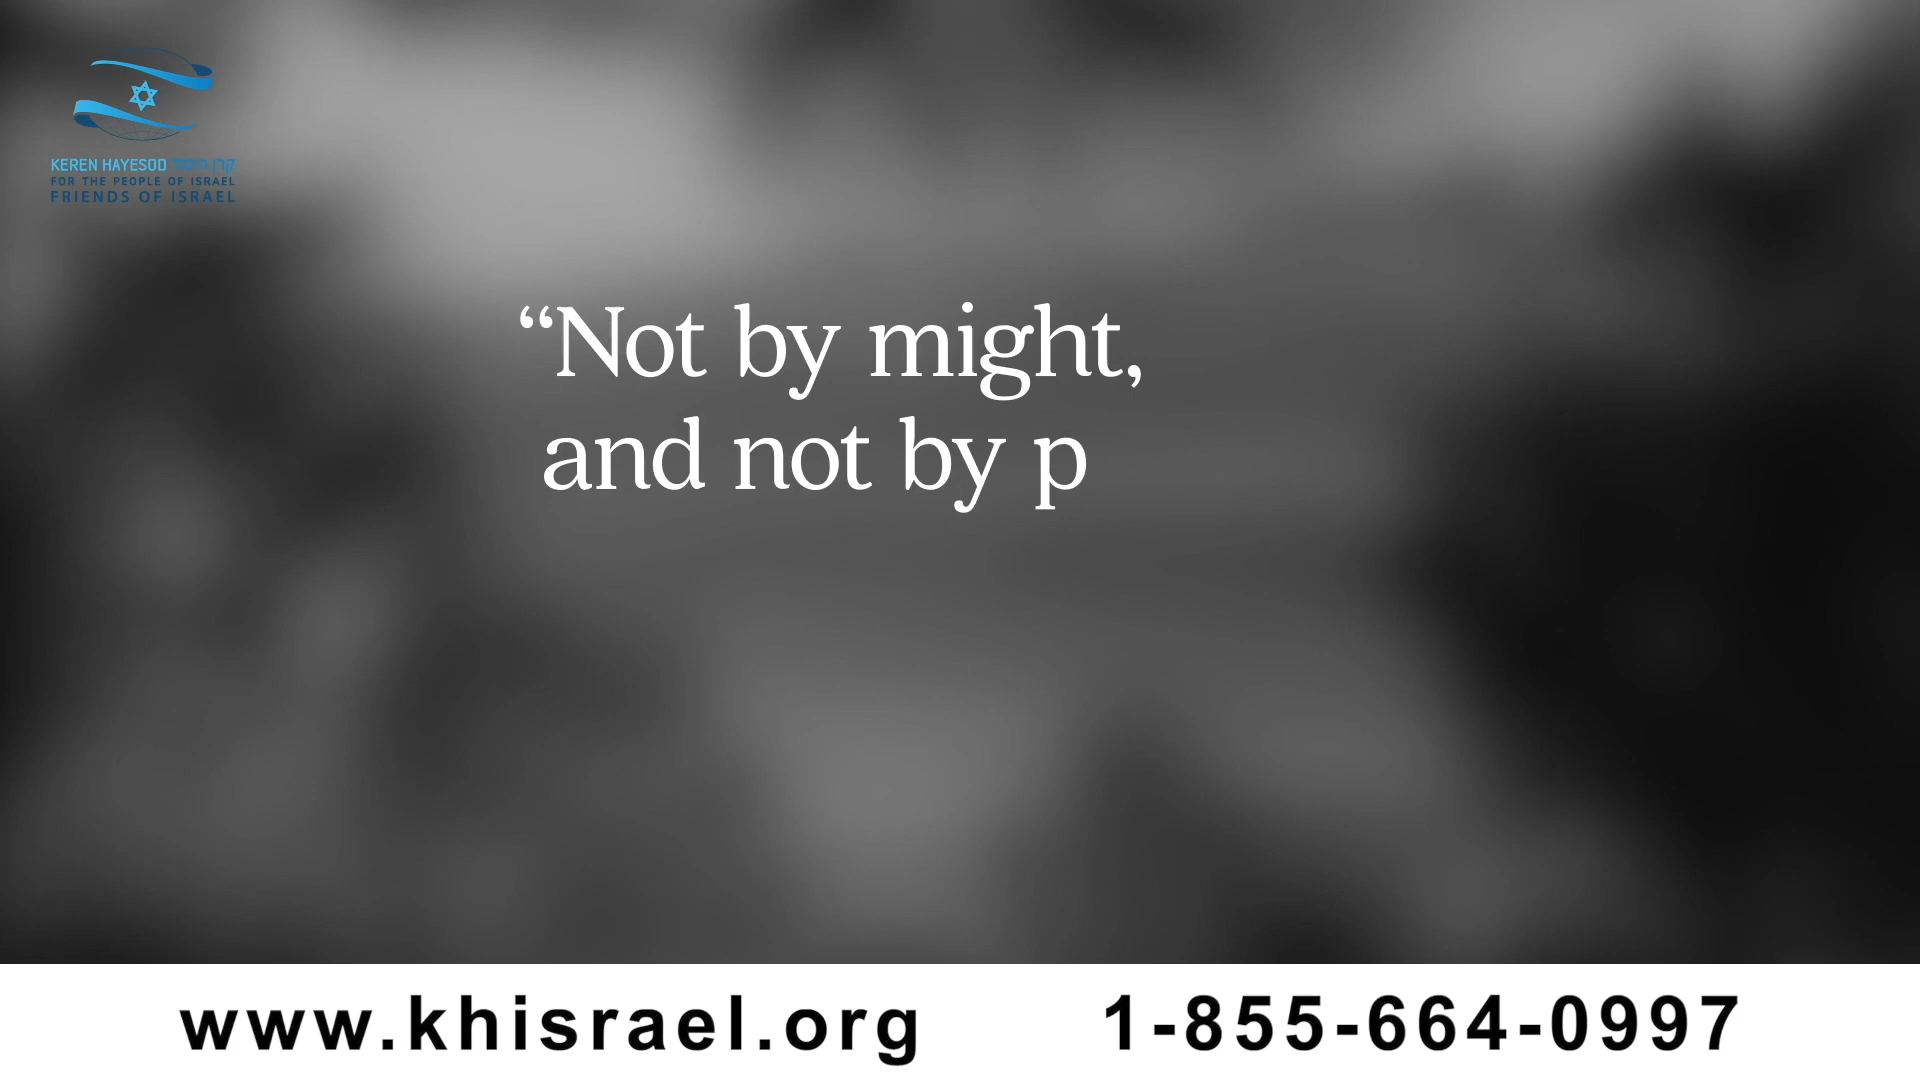 KEREN HAYESOD קרן היסוד
FOR THE PEOPLE OF ISRAEL
FRIENDS OF ISRAEL
“Not by might,
and not by p
www.khisrael.org 1-855-664-0997